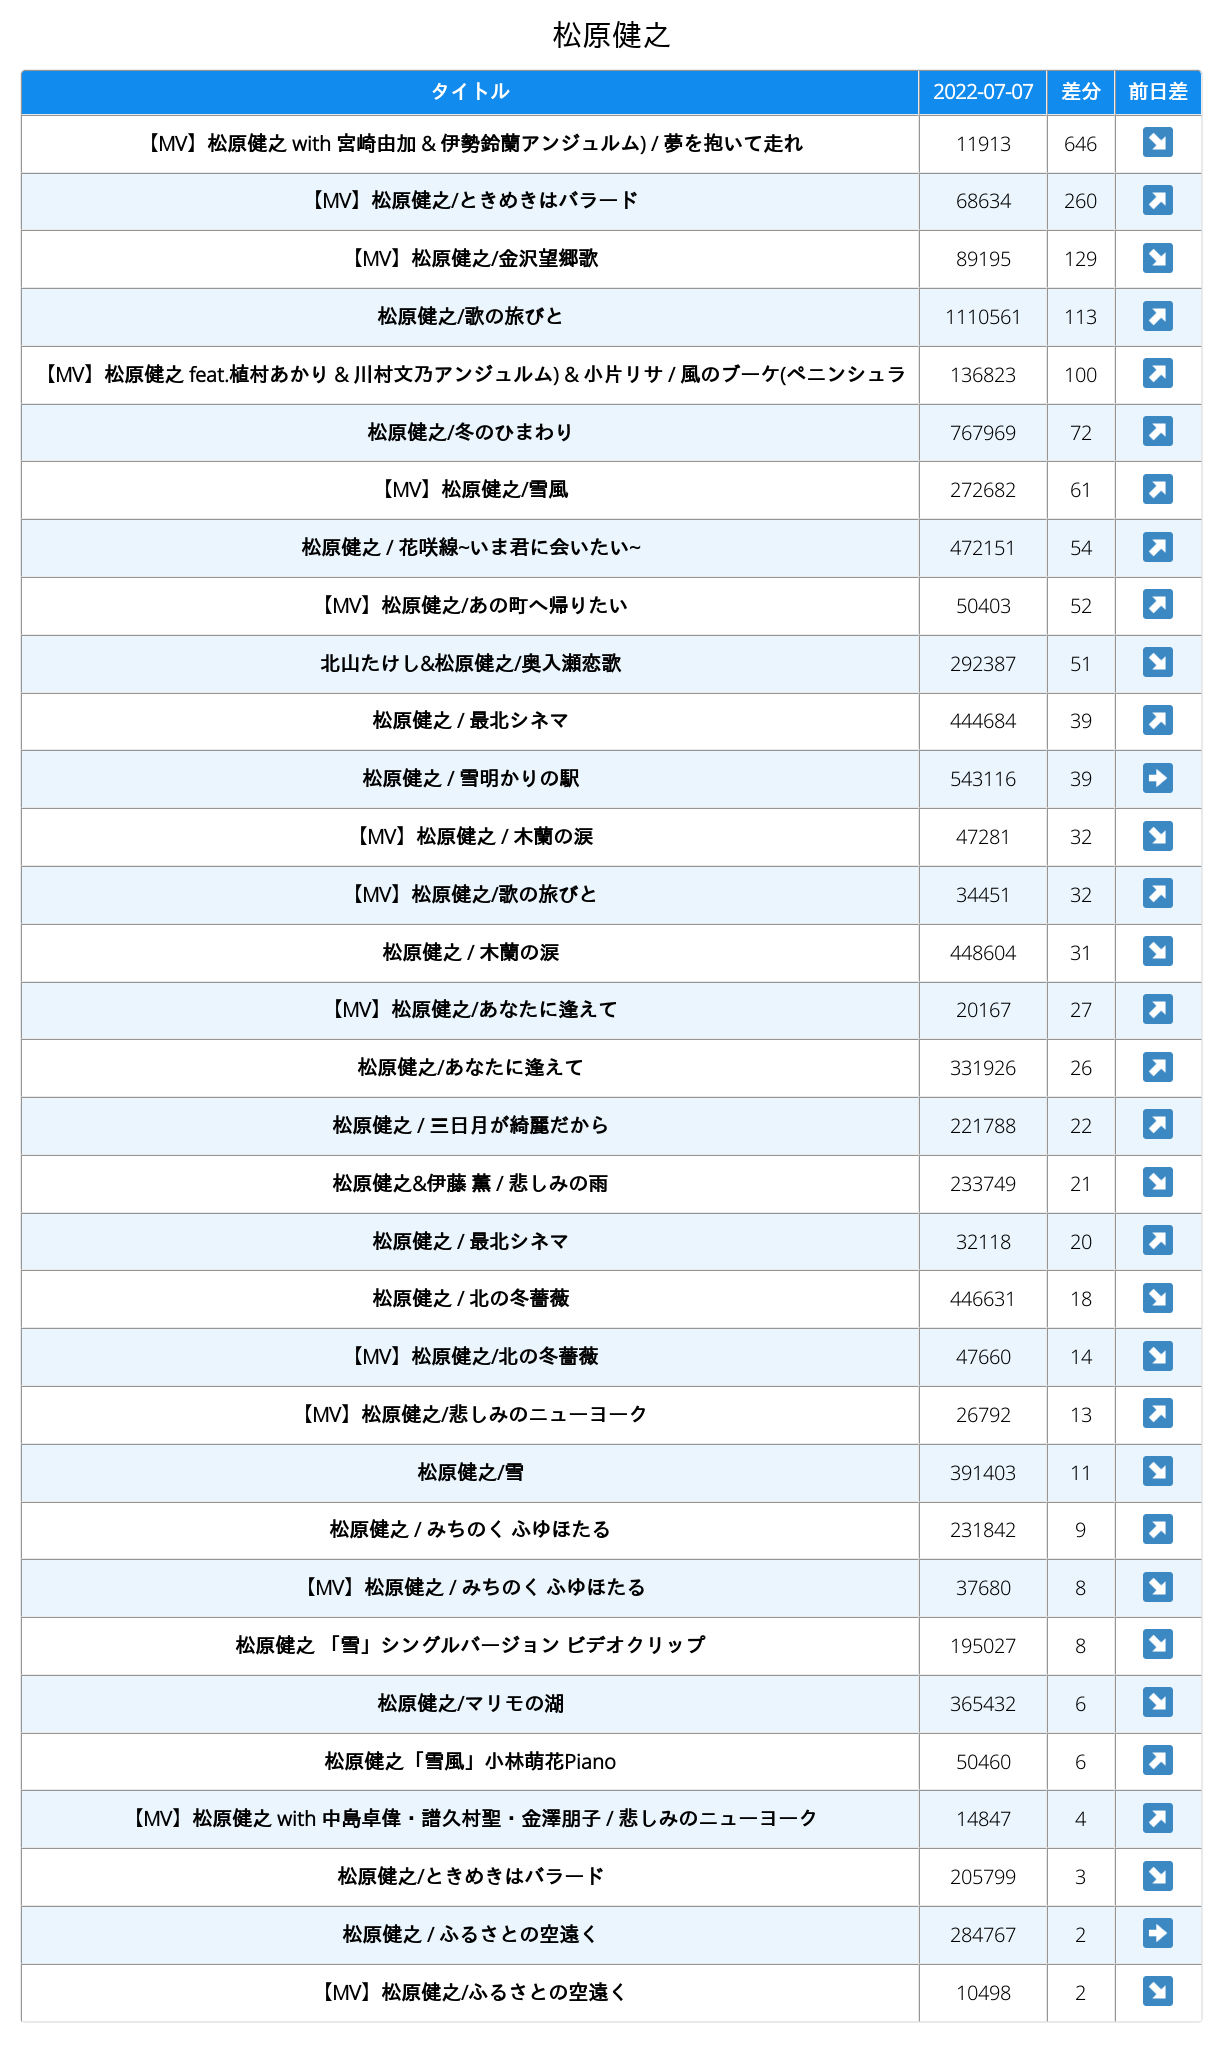 松原健之
タイトル 2022-07-07 差分 前日差
【MV】松原健之 with 宮崎由加 & 伊勢鈴蘭アンジュルム) / 夢を抱いて走れ 11913 646 ↘
【MV】松原健之/ときめきはバラード 68634 260 ↗
【MV】松原健之/金沢望郷歌 89195 129 ↘
松原健之/歌の旅びと 1110561 113 ↗
【MV】松原健之 feat.植村あかり & 川村文乃アンジュルム) & 小片リサ / 風のブーケ(ペニンシュラ 136823 100 ↗
松原健之/冬のひまわり 767969 72 ↗
【MV】松原健之/雪風 272682 61 ↗
松原健之 / 花咲線~いま君に会いたい~ 472151 54 ↗
【MV】松原健之/あの町へ帰りたい 50403 52 ↗
北山たけし&松原健之/奥入瀬恋歌 292387 51 ↘
松原健之 / 最北シネマ 444684 39 ↗
松原健之 / 雪明かりの駅 543116 39 ➡
【MV】松原健之 / 木蘭の涙 47281 32 ↘
【MV】松原健之/歌の旅びと 34451 32 ↗
松原健之 / 木蘭の涙 448604 31 ↘
【MV】松原健之/あなたに逢えて 20167 27 ↗
松原健之/あなたに逢えて 331926 26 ↗
松原健之 / 三日月が綺麗だから 221788 22 ↗
松原健之&伊藤 薫 / 悲しみの雨 233749 21 ↘
松原健之 / 最北シネマ 32118 20 ↗
松原健之 / 北の冬薔薇 446631 18 ↘
【MV】松原健之/北の冬薔薇 47660 14 ↘
【MV】松原健之/悲しみのニューヨーク 26792 13 ↗
松原健之/雪 391403 11 ↘
松原健之 / みちのく ふゆほたる 231842 9 ↗
【MV】松原健之 / みちのく ふゆほたる 37680 8 ↘
松原健之 「雪」シングルバージョン ビデオクリップ 195027 8 ↘
松原健之/マリモの湖 365432 6 ↘
松原健之「雪風」小林萌花Piano 50460 6 ↗
【MV】松原健之 with 中島卓偉・譜久村聖・金澤朋子 / 悲しみのニューヨーク 14847 4 ↗
松原健之/ときめきはバラード 205799 3 ↘
松原健之 / ふるさとの空遠く 284767 2 ➡
【MV】松原健之/ふるさとの空遠く 10498 2 ↘